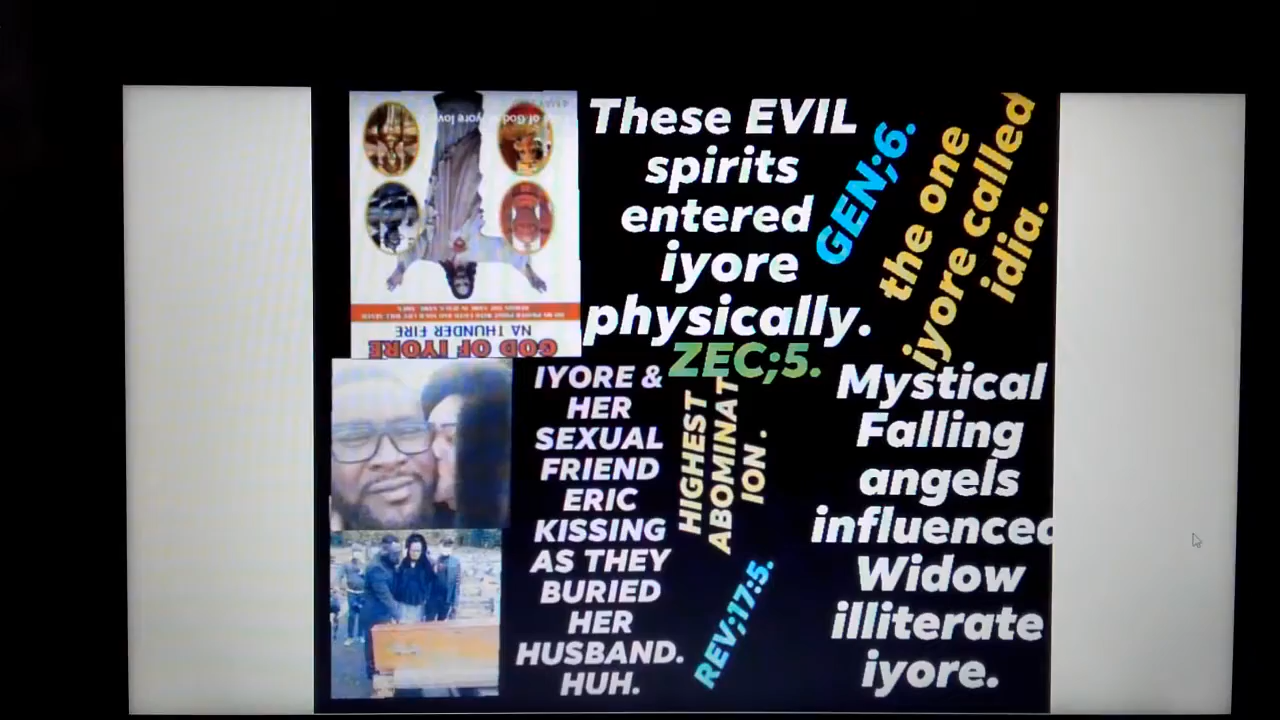 These EVIL
spirits
entered
iyore
physically.
GEN;6.
the one
iyore called
idia.
ZEC;5.
GOD OF IYORE
NA THUNDER FIRE
IYORE &
HER
SEXUAL
FRIEND
ERIC
KISSING
AS THEY
BURIED
HER
HUSBAND.
HUH.
HIGHEST
ABOMINAT
ION.
REV;17:5.
Mystical
Falling
angels
influenced
Widow
illiterate
iyore.